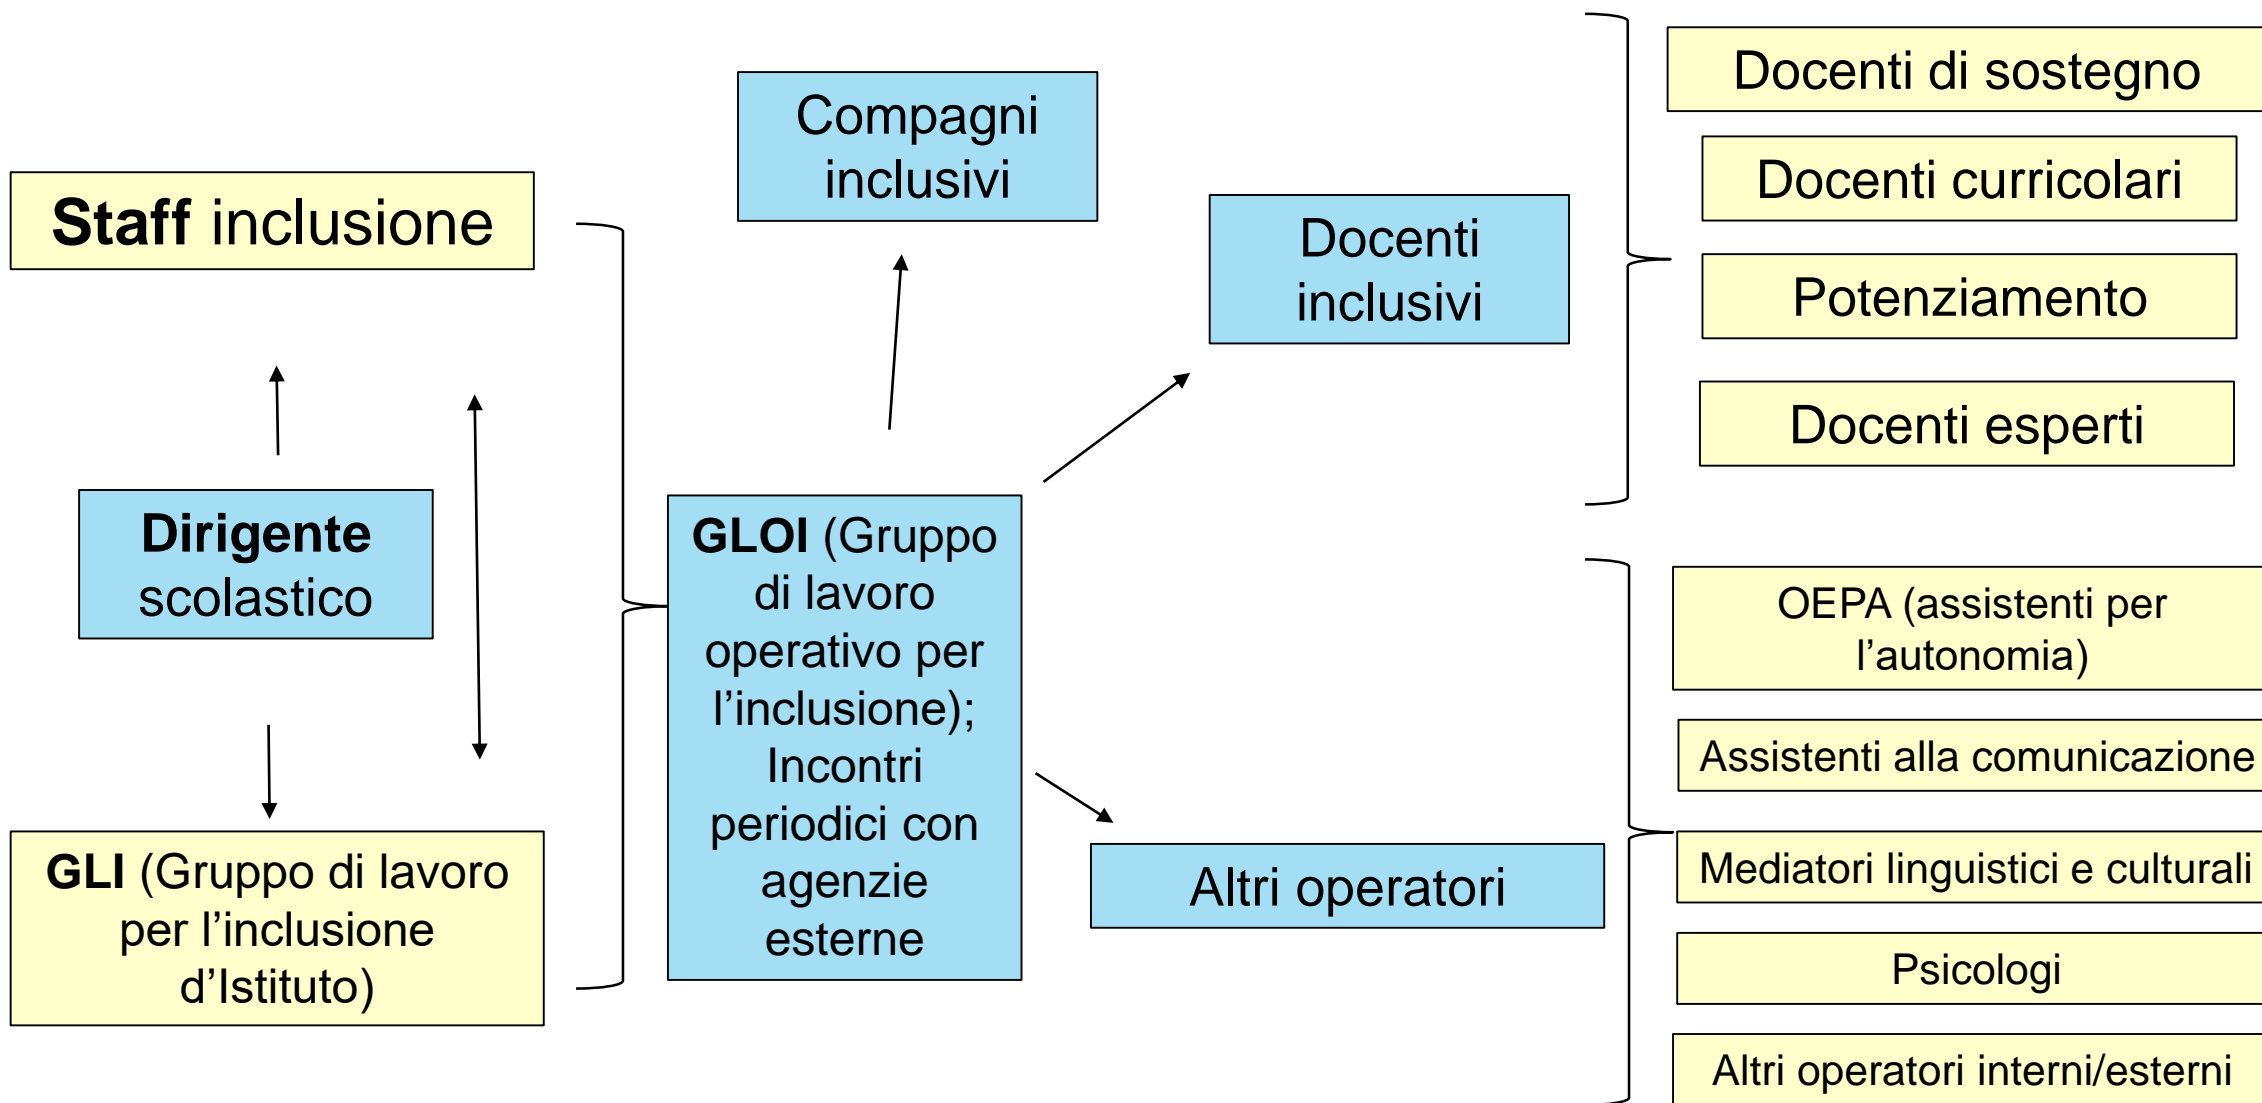 Staff inclusione
Dirigente
scolastico
GLI (Gruppo di lavoro
per l’inclusione
d’Istituto)
Compagni
inclusivi
Docenti
inclusivi
GLOI (Gruppo
di lavoro
operativo per
l’inclusione);
Incontri
periodici con
agenzie
esterne
Altri operatori
Docenti di sostegno
Docenti curricolari
Potenziamento
Docenti esperti
OEPA (assistenti per
l’autonomia)
Assistenti alla comunicazione
Mediatori linguistici e culturali
Psicologi
Altri operatori interni/esterni